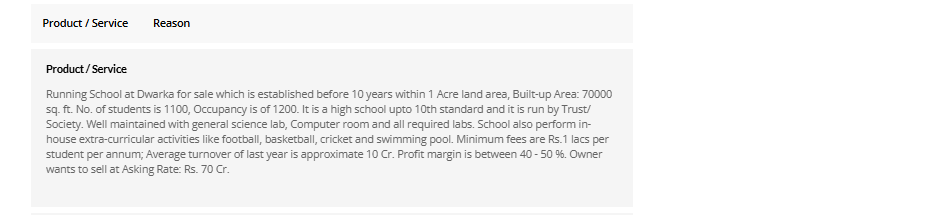 Product / Service Reason
Product / Service
Running School at Dwarka for sale which is established before 10 years within 1 Acre land area, Built-up Area: 70000
sq. ft. No. of students is 1100, Occupancy is of 1200. It is a high school upto 10th standard and it is run by Trust/
Society. Well maintained with general science lab, Computer room and all required labs. School also perform in-
house extra-curricular activities like football, basketball, cricket and swimming pool. Minimum fees are Rs.1 lacs per
student per annum; Average turnover of last year is approximate 10 Cr. Profit margin is between 40 - 50 %. Owner
wants to sell at Asking Rate: Rs. 70 Cr.